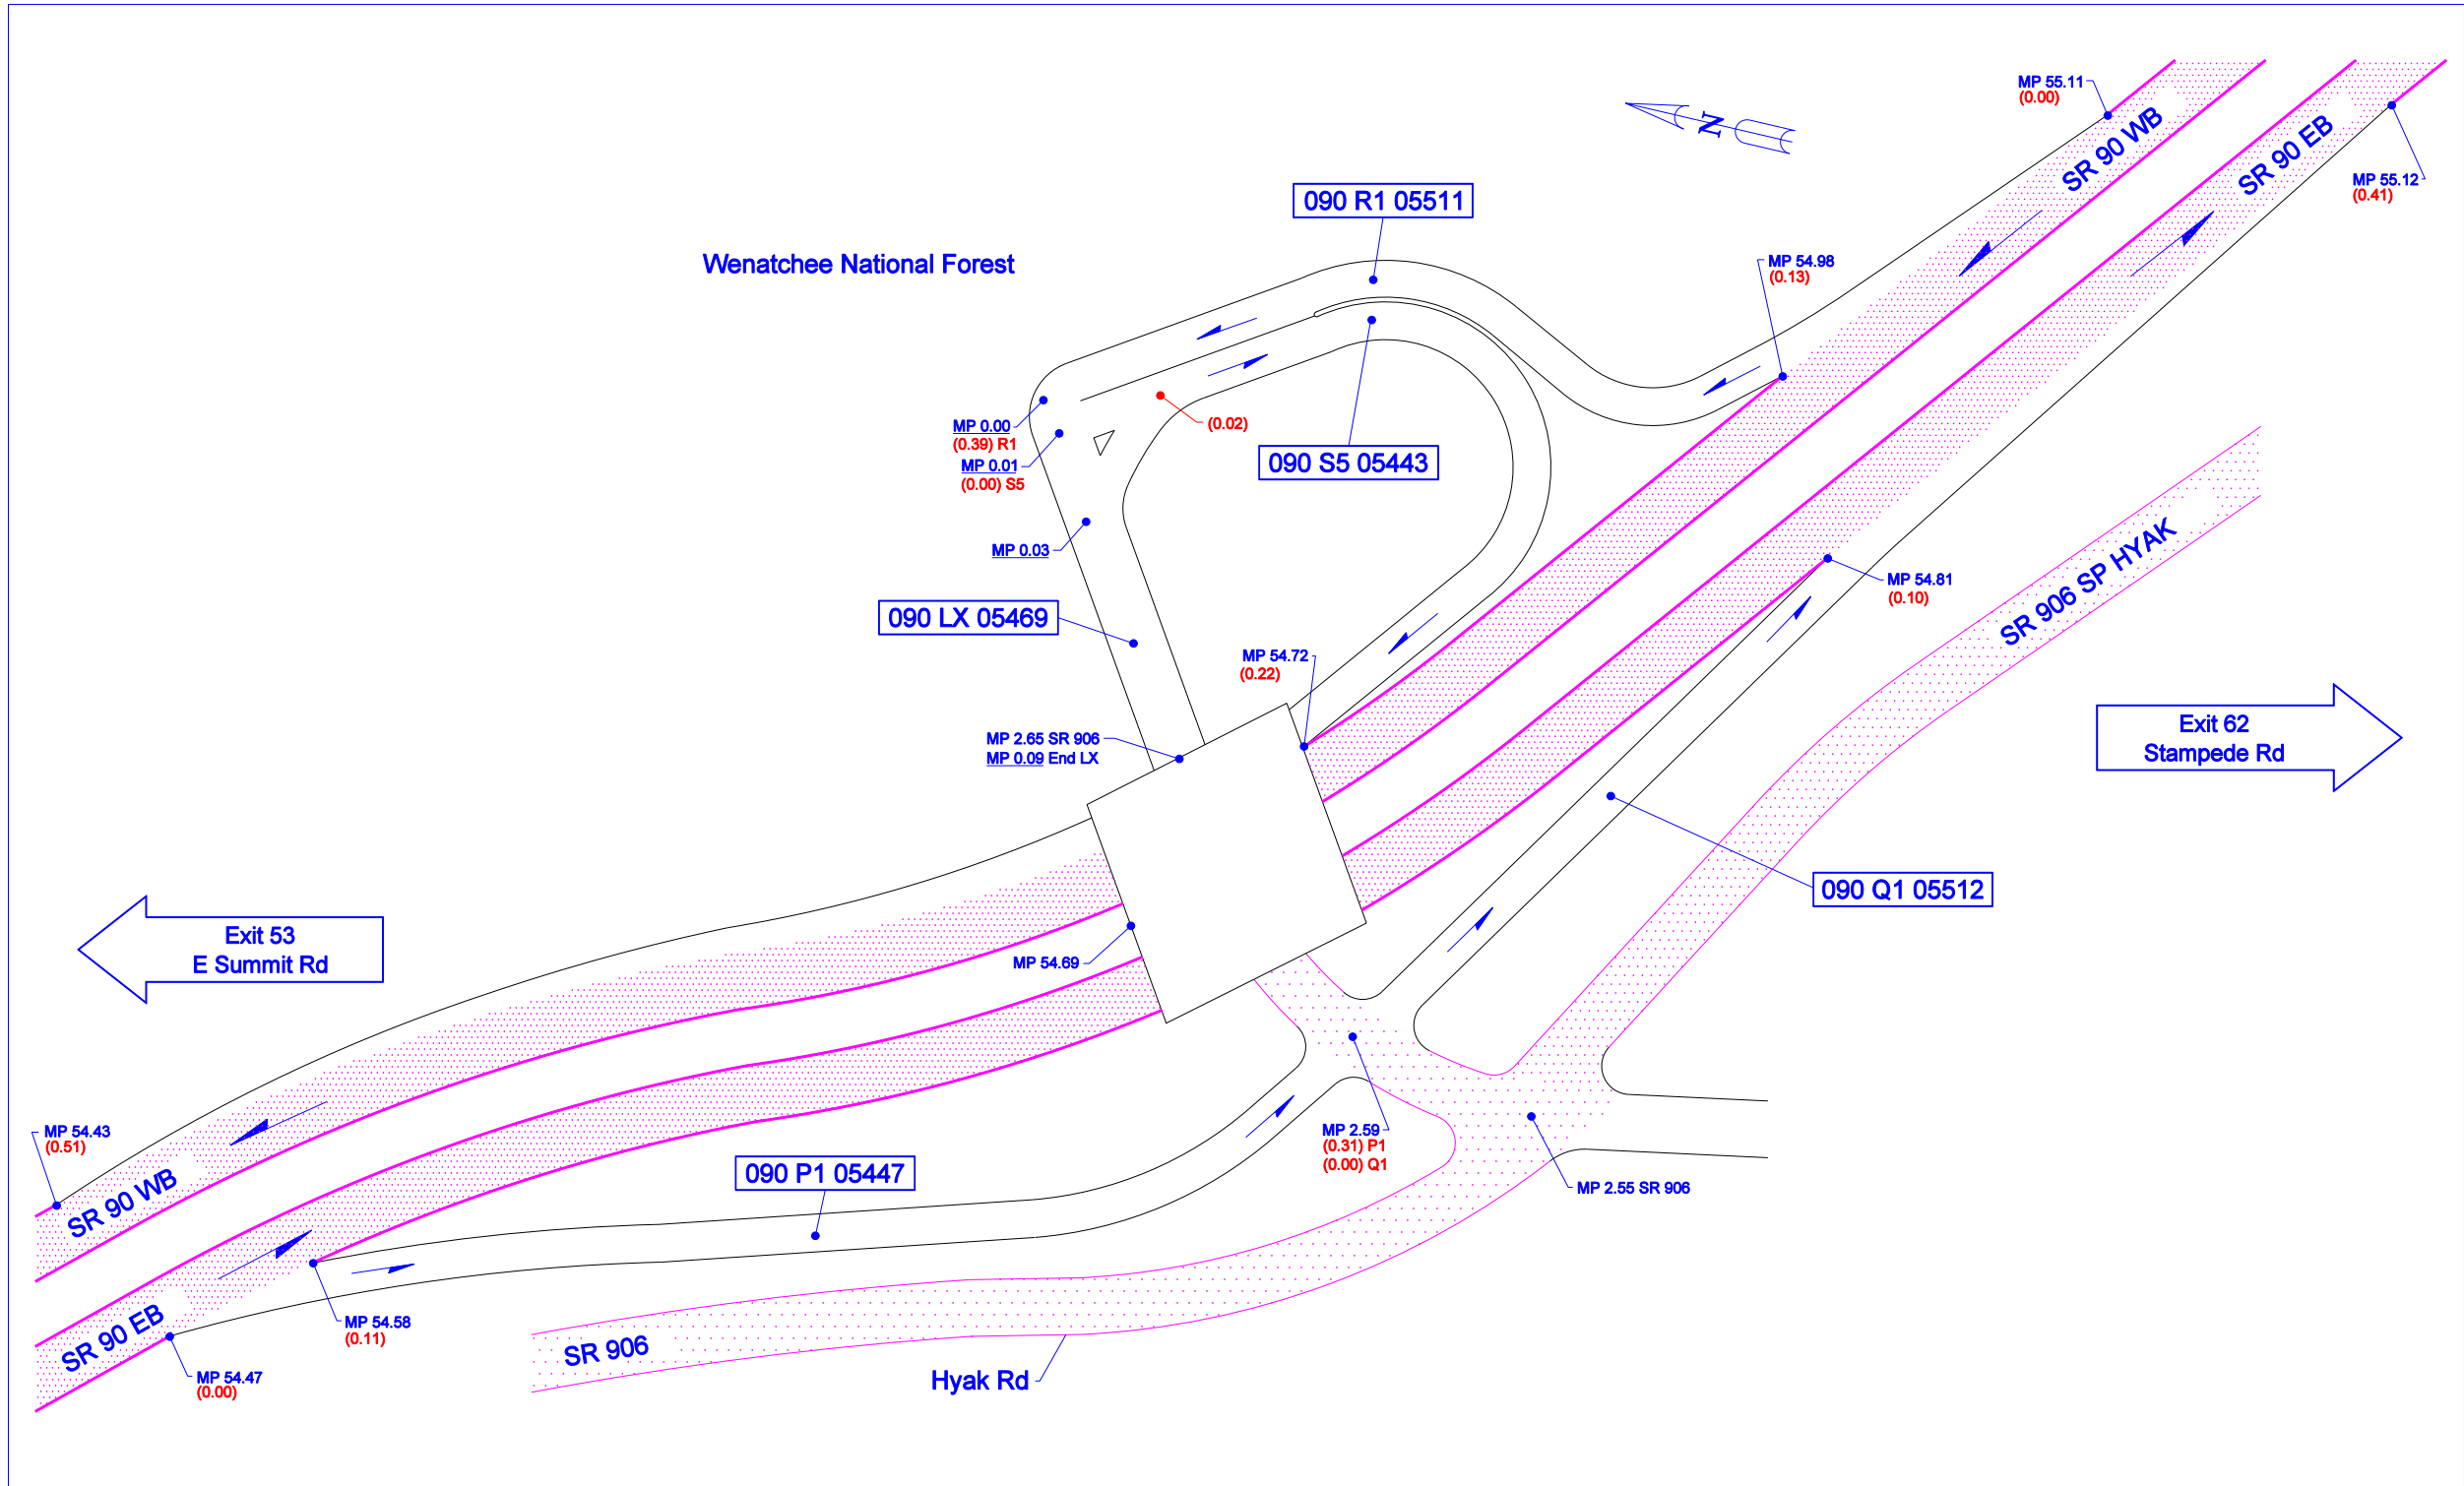 MP 55.11
(0.00)
SR 90 WB
SR 90 EB
MP 55.12
(0.41)
N
090 R1 05511
Wenatchee National Forest
MP 54.98
(0.13)
MP 0.00
(0.39) R1
MP 0.01
(0.00) S5
(0.02)
090 S5 05443
MP 0.03
SR 906 SP HYAK
MP 54.81
(0.10)
090 LX 05469
MP 54.72
(0.22)
MP 2.65 SR 906
MP 0.09 End LX
Exit 62
Stampede Rd
090 Q1 05512
Exit 53
E Summit Rd
MP 54.69
MP 54.43
(0.51)
MP 2.59
(0.31) P1
(0.00) Q1
090 P1 05447
MP 2.55 SR 906
SR 90 WB
SR 90 EB
MP 54.58
(0.11)
SR 906
Hyak Rd
MP 54.47
(0.00)